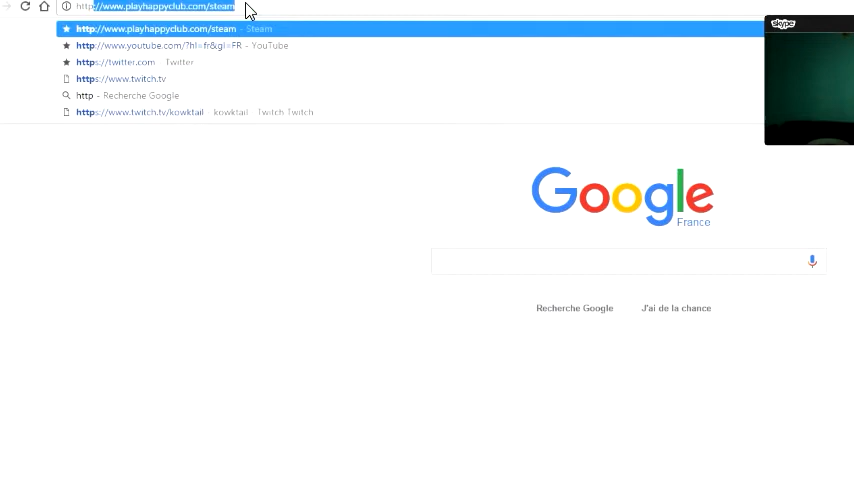 http://www.playhappyclub.com/steam
http://www.playhappyclub.com/steam - Steam
http://www.youtube.com/?hl=fr&gl=FR - YouTube
https://twitter.com - Twitter
https://www.twitch.tv
http - Recherche Google
https://www.twitch.tv/kowktail - kowktail - Twitch Twitch
skype
Google
France
Recherche Google J'ai de la chance